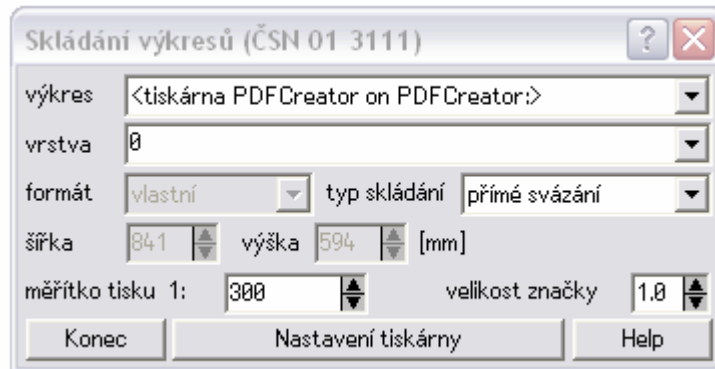 Skládání výkresů (ČSN 01 3111) ?
výkres <tiskárna PDFCreator on PDFCreator:>
vrstva 0
formát vlastní typ skládání přímé svázání
šířka 841 výška 594 [mm]
měřítko tisku 1: 300 velikost značky 1.0
Konec Nastavení tiskárny Help